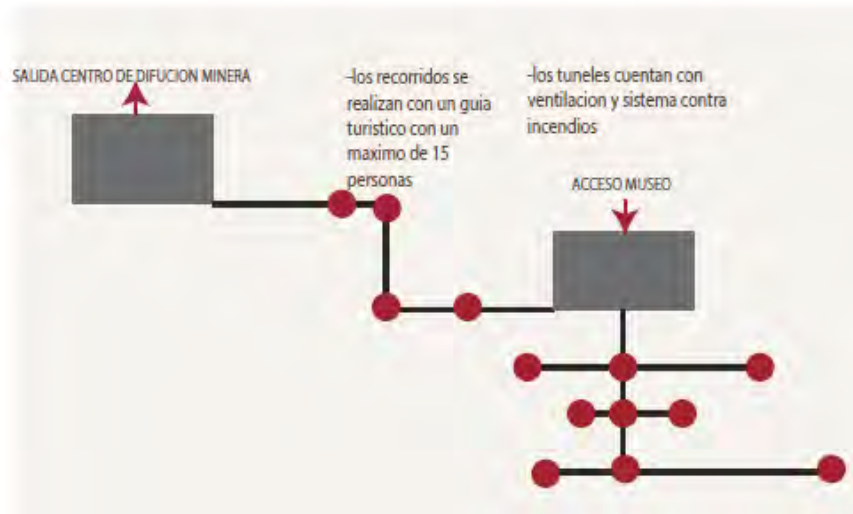 SALIDA CENTRO DE DIFUCION MINERA
-los recorridos se
realizan con un guia
turistico con un
maximo de 15
personas
-los tuneles cuentan con
ventilacion y sistema contra
incendios
ACCESO MUSEO